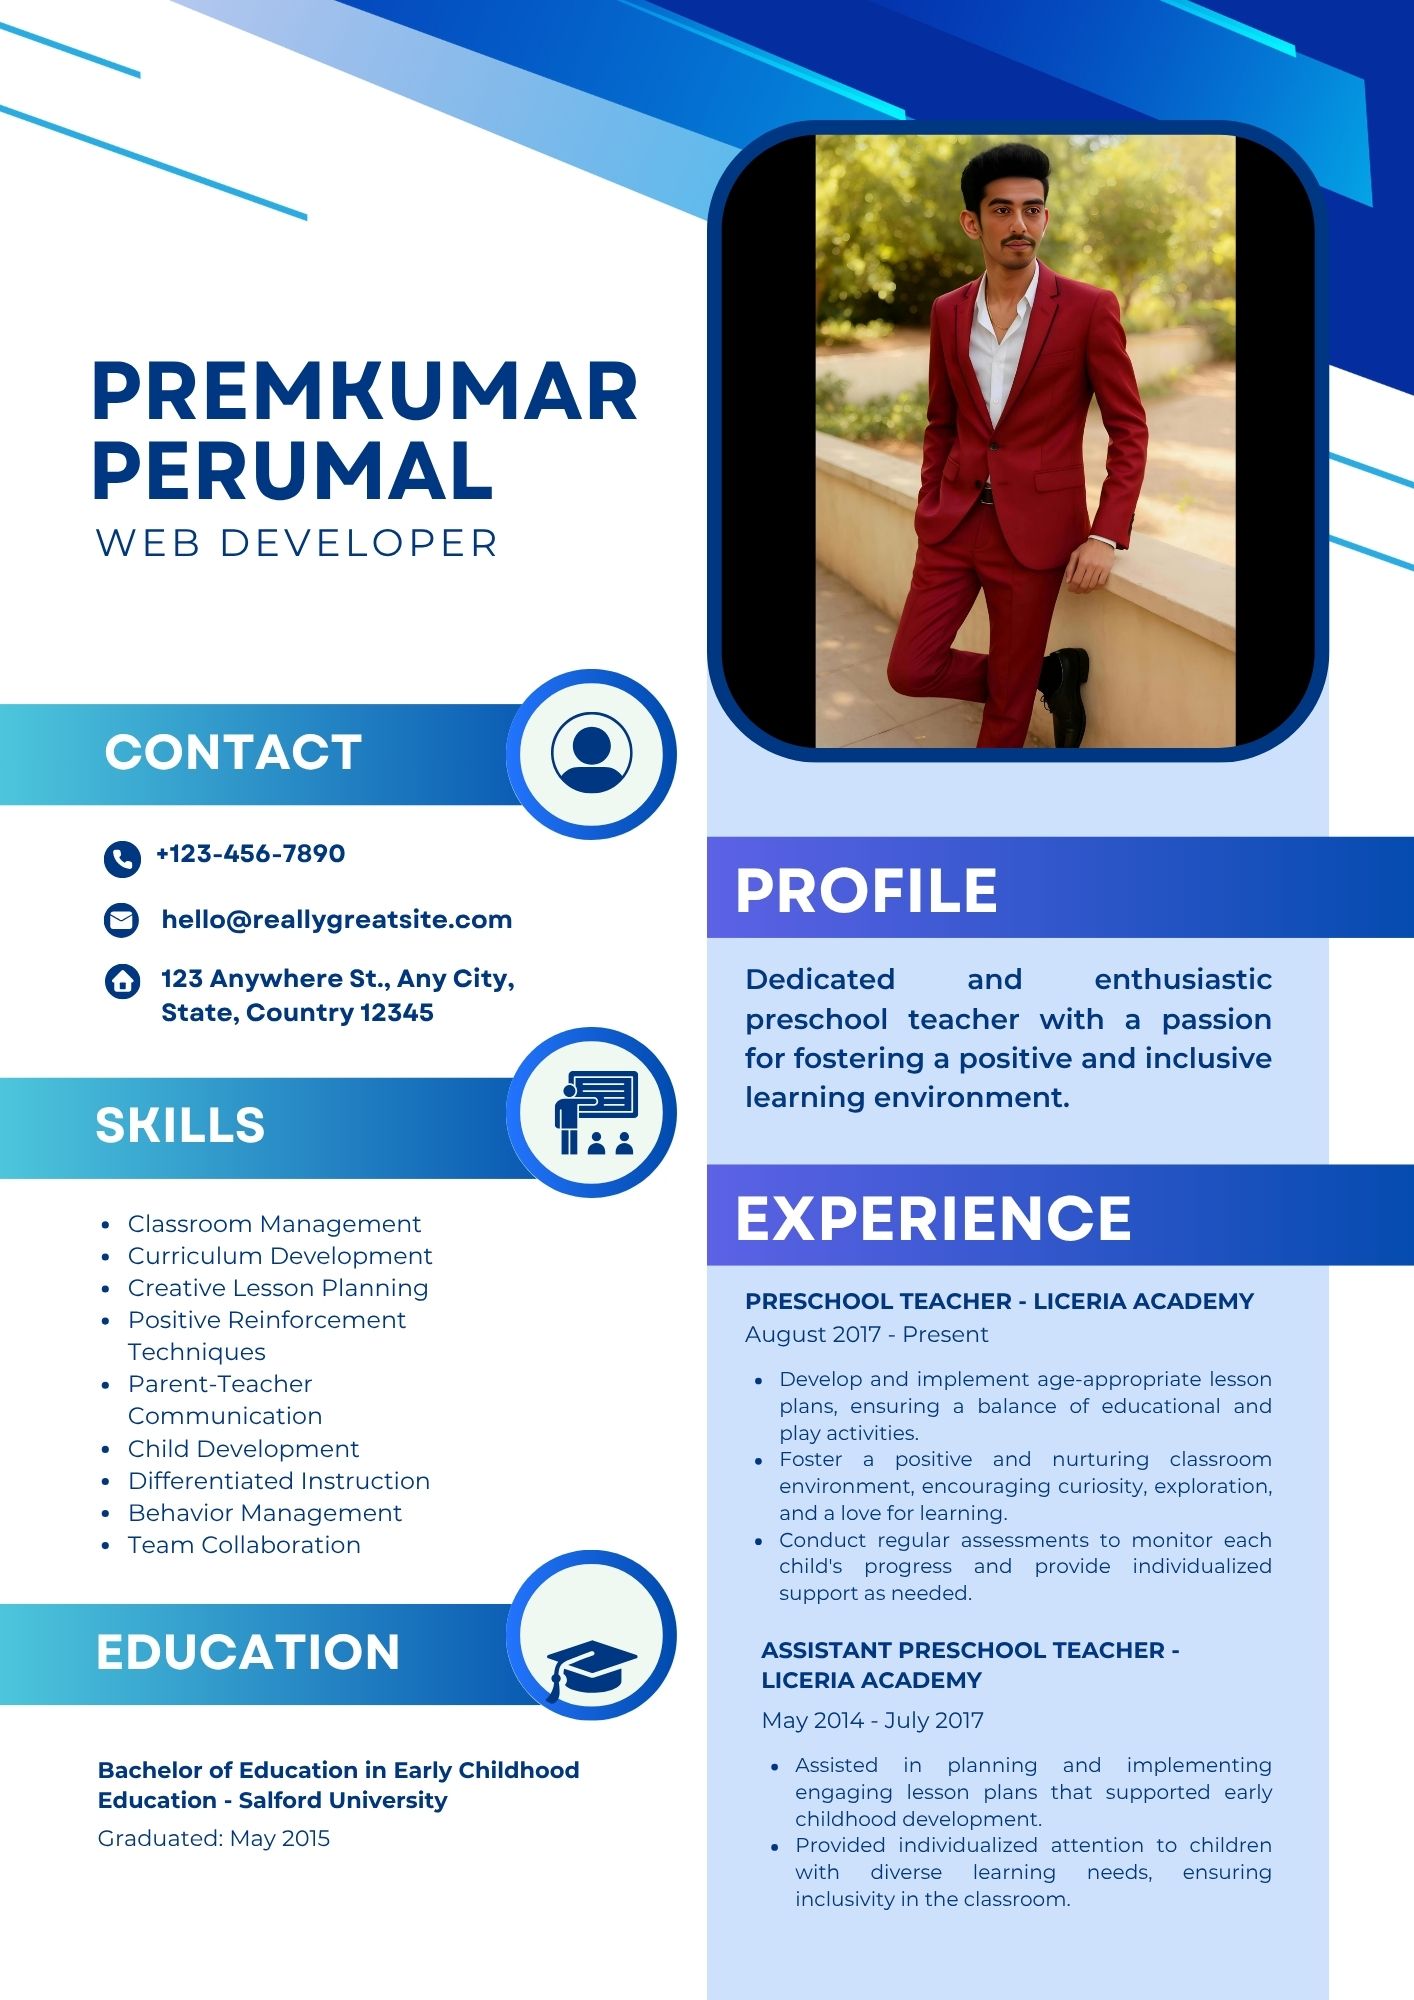 PREMKUMAR
PERUMAL
WEB DEVELOPER
CONTACT
+123-456-7890
hello@reallygreatsite.com
123 Anywhere St., Any City,
State, Country 12345
SKILLS
• Classroom Management
• Curriculum Development
• Creative Lesson Planning
• Positive Reinforcement
Techniques
• Parent-Teacher
Communication
• Child Development
• Differentiated Instruction
• Behavior Management
• Team Collaboration
EDUCATION
Bachelor of Education in Early Childhood
Education - Salford University
Graduated: May 2015
PROFILE
Dedicated and enthusiastic
preschool teacher with a passion
for fostering a positive and inclusive
learning environment.
EXPERIENCE
PRESCHOOL TEACHER - LICERIA ACADEMY
August 2017 - Present
• Develop and implement age-appropriate lesson
plans, ensuring a balance of educational and
play activities.
• Foster a positive and nurturing classroom
environment, encouraging curiosity, exploration,
and a love for learning.
• Conduct regular assessments to monitor each
child's progress and provide individualized
support as needed.
ASSISTANT PRESCHOOL TEACHER -
LICERIA ACADEMY
May 2014 - July 2017
• Assisted in planning and implementing
engaging lesson plans that supported early
childhood development.
• Provided individualized attention to children
with diverse learning needs, ensuring
inclusivity in the classroom.